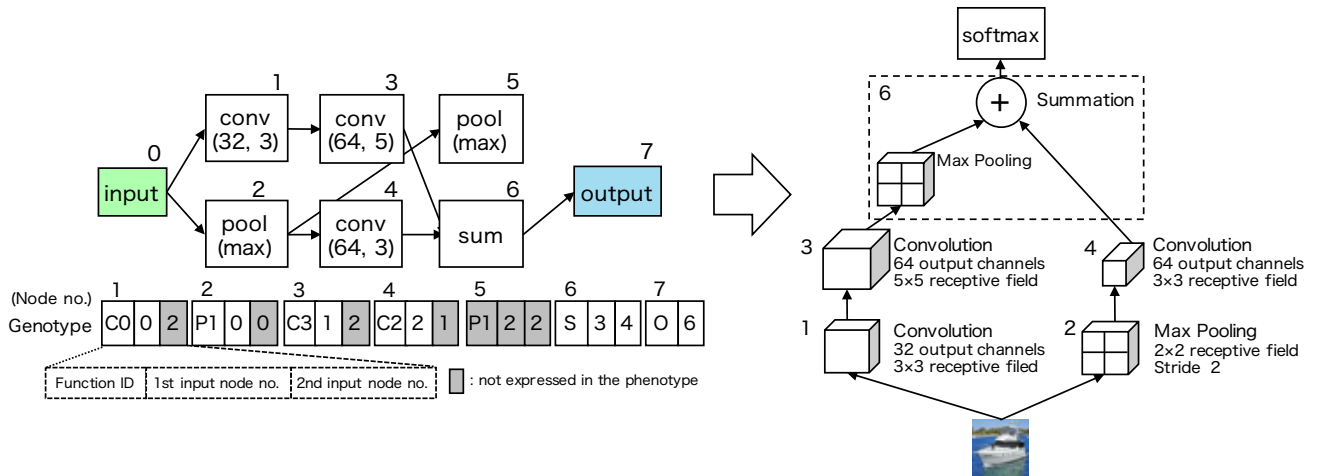 0
input
1
conv
(32, 3)
3
conv
(64, 5)
5
pool
(max)
2
pool
(max)
4
conv
(64, 3)
6
sum
7
output
(Node no.)
1 2 3 4 5 6 7
Genotype
C0 0 2 P1 0 0 C3 1 2 C2 2 1 P1 2 2 S 3 4 O 6
Function ID 1st input node no. 2nd input node no.
: not expressed in the phenotype
softmax
6
+
Summation
Max Pooling
3
Convolution
64 output channels
5×5 receptive field
4
Convolution
64 output channels
3×3 receptive field
1
Convolution
32 output channels
3×3 receptive filed
2
Max Pooling
2×2 receptive field
Stride 2